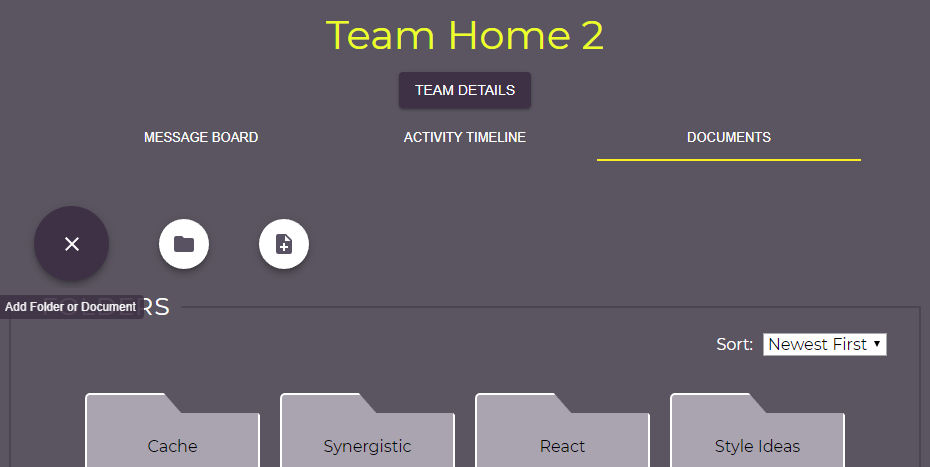 Team Home 2
TEAM DETAILS
MESSAGE BOARD ACTIVITY TIMELINE DOCUMENTS
Add Folder or Document
FOLDERS
Sort: Newest First
Cache Synergistic React Style Ideas